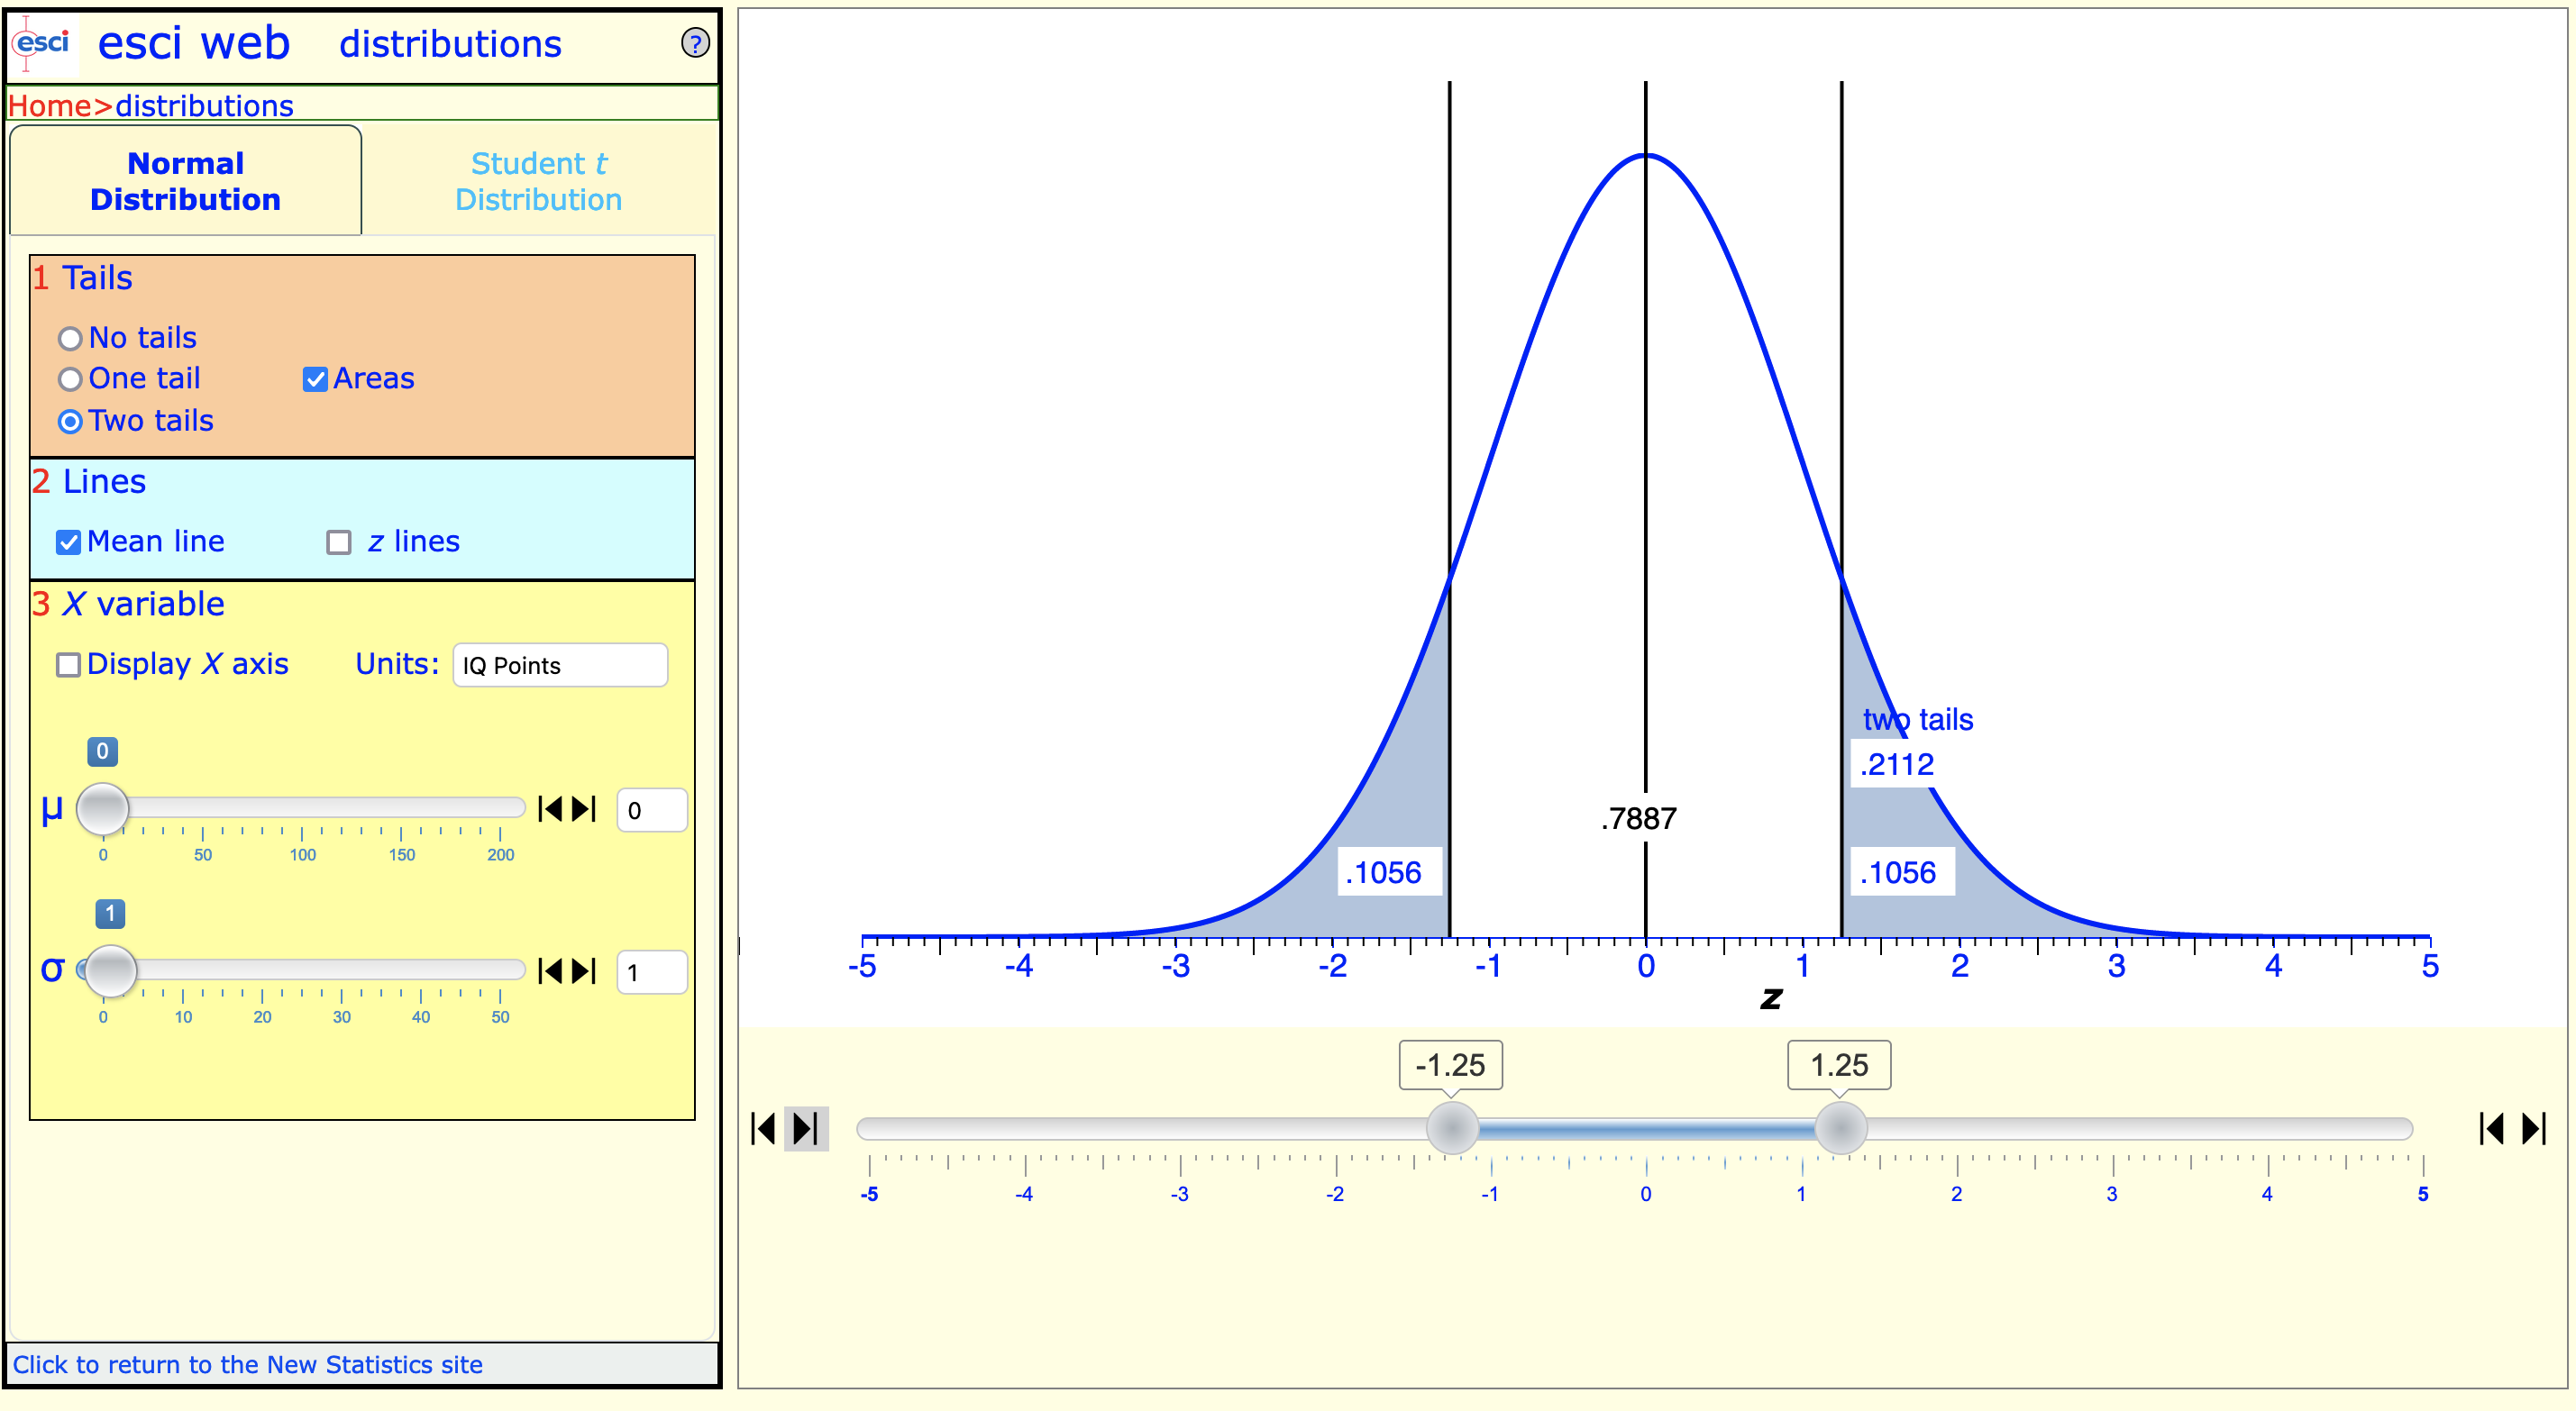 esci esci web distributions ?
Home>distributions
Normal Distribution
Student t Distribution
1 Tails
No tails
One tail Areas
Two tails
2 Lines
Mean line z lines
3 X variable
Display X axis Units: IQ Points
0
μ 0
0 50 100 150 200
1
σ 1
0 10 20 30 40 50
Click to return to the New Statistics site
two tails
.2112
.7887
.1056 .1056
-5 -4 -3 -2 -1 0 1 2 3 4 5
z
-1.25 1.25
-5 -4 -3 -2 -1 0 1 2 3 4 5